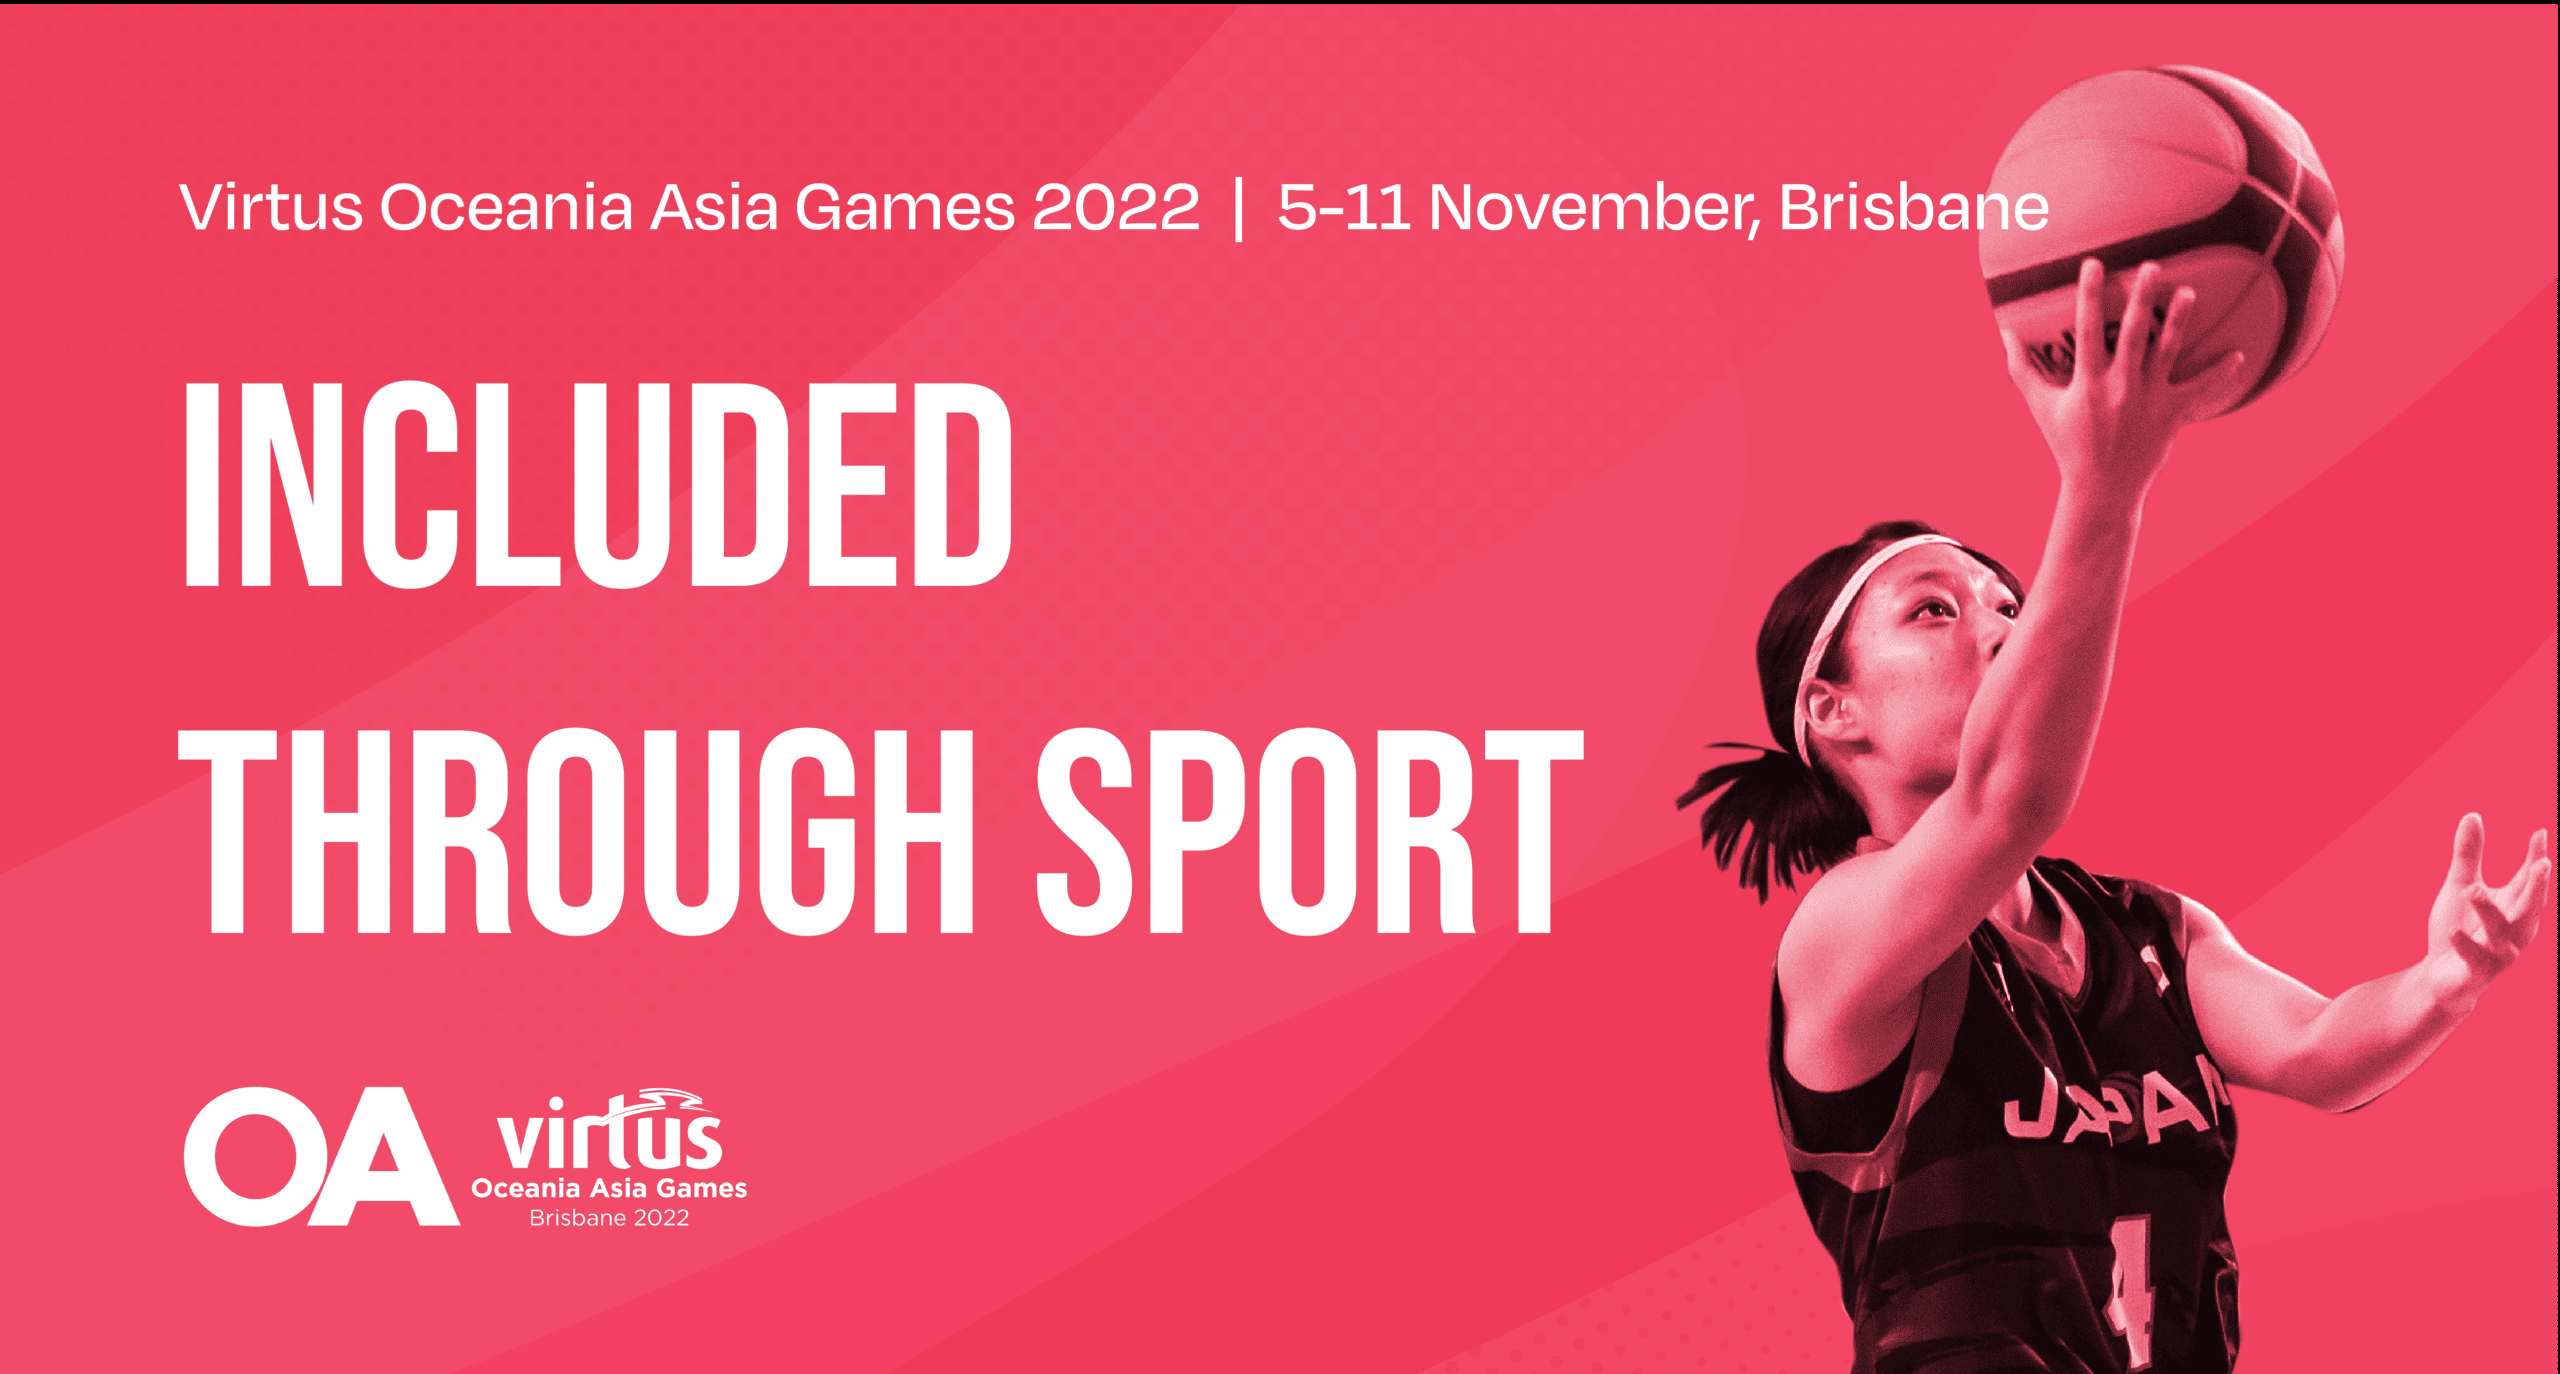 Virtus Oceania Asia Games 2022 | 5-11 November, Brisbane
INCLUDED
THROUGH SPORT
OA
virtus
Oceania Asia Games
Brisbane 2022
JAPAN
4